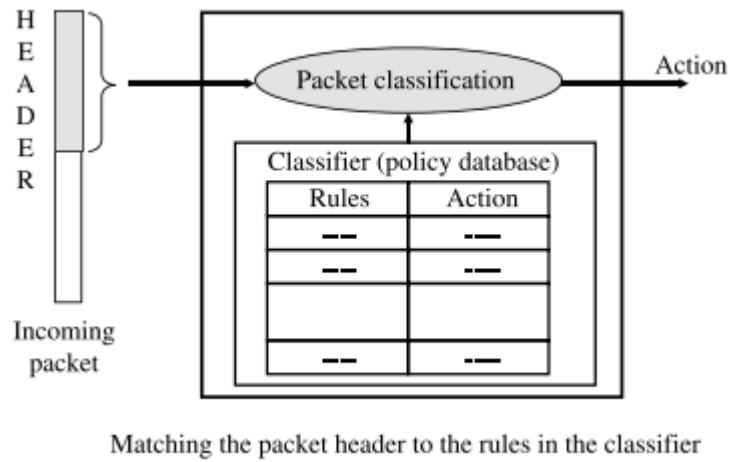 HEADER
Incoming
packet
Packet classification
Action
Classifier (policy database)
Rules Action
Matching the packet header to the rules in the classifier